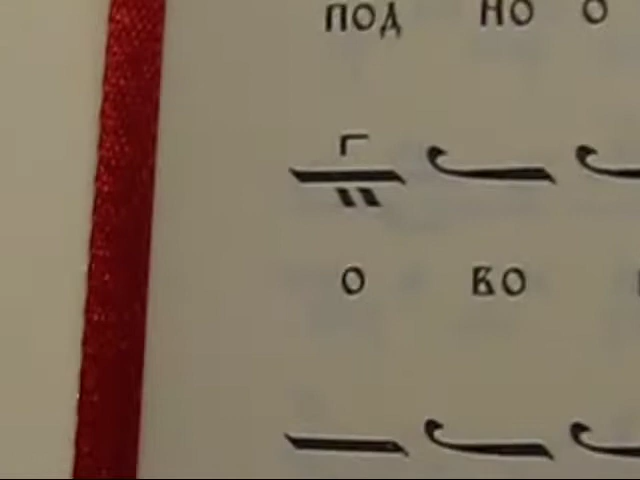 под но о
о во